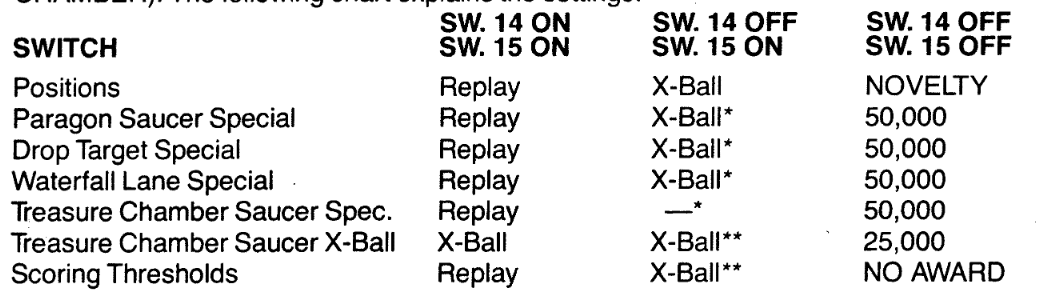 CHAMBER). The following chart explains the settings.
SW. 14 ON SW. 14 OFF SW. 14 OFF
SWITCH SW. 15 ON SW. 15 ON SW. 15 OFF
Positions Replay X-Ball NOVELTY
Paragon Saucer Special Replay X-Ball* 50,000
Drop Target Special Replay X-Ball* 50,000
Waterfall Lane Special Replay X-Ball* 50,000
Treasure Chamber Saucer Spec. Replay —* 50,000
Treasure Chamber Saucer X-Ball X-Ball X-Ball** 25,000
Scoring Thresholds Replay X-Ball** NO AWARD